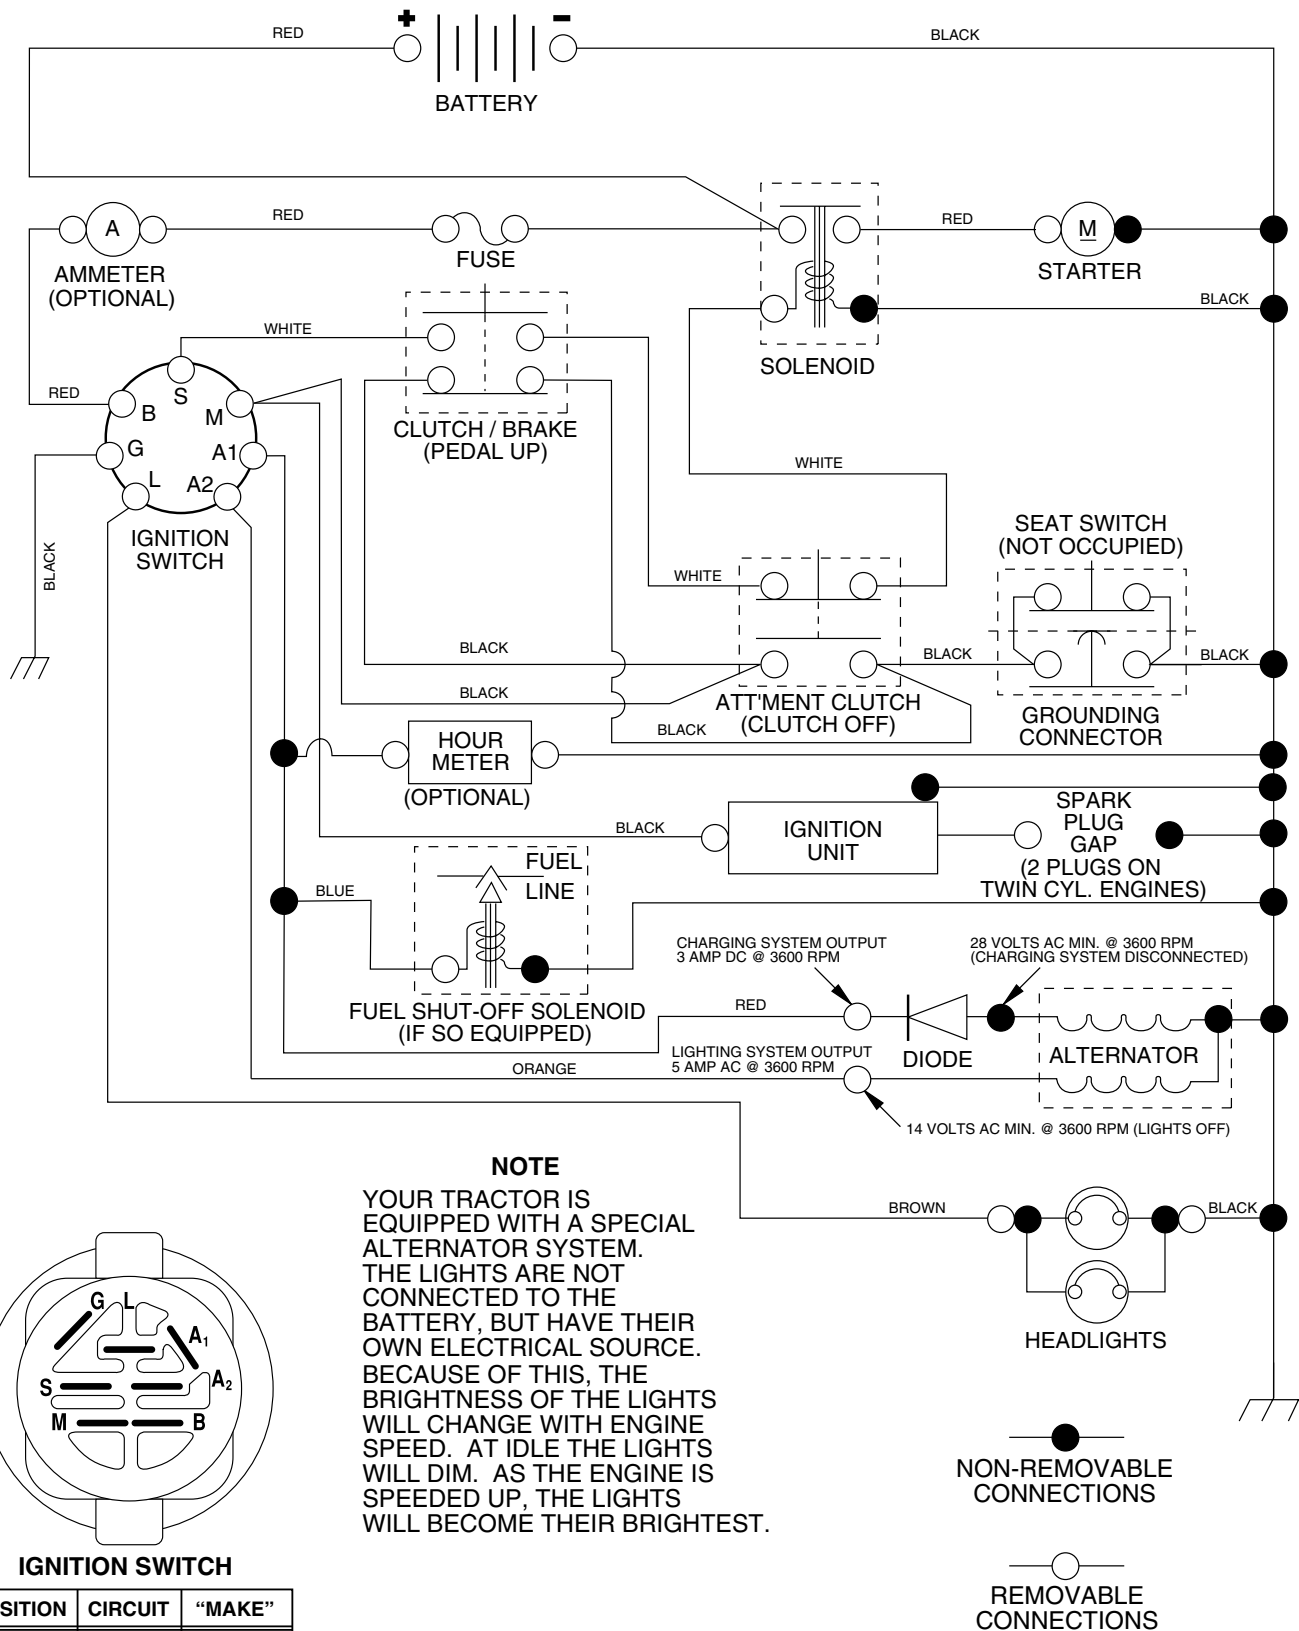 +
−
RED
BLACK
BATTERY
A
RED
FUSE
AMMETER
(OPTIONAL)
RED
M
STARTER
BLACK
SOLENOID
WHITE
RED
S
B
M
G
A1
L
A2
IGNITION
SWITCH
BLACK
CLUTCH / BRAKE
(PEDAL UP)
WHITE
WHITE
SEAT SWITCH
(NOT OCCUPIED)
BLACK
BLACK
BLACK
BLACK
ATT'MENT CLUTCH
(CLUTCH OFF)
BLACK
GROUNDING
CONNECTOR
HOUR
METER
(OPTIONAL)
BLACK
IGNITION
UNIT
SPARK
PLUG
GAP
(2 PLUGS ON
TWIN CYL. ENGINES)
BLUE
FUEL
LINE
FUEL SHUT-OFF SOLENOID
(IF SO EQUIPPED)
CHARGING SYSTEM OUTPUT
3 AMP DC @ 3600 RPM
28 VOLTS AC MIN. @ 3600 RPM
(CHARGING SYSTEM DISCONNECTED)
RED
DIODE
ALTERNATOR
LIGHTING SYSTEM OUTPUT
5 AMP AC @ 3600 RPM
ORANGE
14 VOLTS AC MIN. @ 3600 RPM (LIGHTS OFF)
NOTE
YOUR TRACTOR IS
EQUIPPED WITH A SPECIAL
ALTERNATOR SYSTEM.
THE LIGHTS ARE NOT
CONNECTED TO THE
BATTERY, BUT HAVE THEIR
OWN ELECTRICAL SOURCE.
BECAUSE OF THIS, THE
BRIGHTNESS OF THE LIGHTS
WILL CHANGE WITH ENGINE
SPEED. AT IDLE THE LIGHTS
WILL DIM. AS THE ENGINE IS
SPEEDED UP, THE LIGHTS
WILL BECOME THEIR BRIGHTEST.
BROWN
BLACK
HEADLIGHTS
G L
A1
S
A2
M
B
IGNITION SWITCH
SITION CIRCUIT “MAKE”
NON-REMOVABLE
CONNECTIONS
REMOVABLE
CONNECTIONS